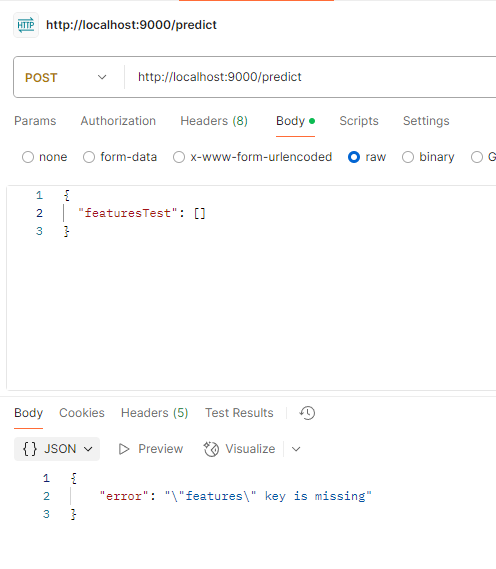 HTTP http://localhost:9000/predict
POST http://localhost:9000/predict
Params Authorization Headers (8) Body Scripts Settings
none form-data x-www-form-urlencoded raw binary G
1 {
2 "featuresTest": []
3 }
Body Cookies Headers (5) Test Results
{} JSON Preview Visualize
1 {
2 "error": "\"features\" key is missing"
3 }